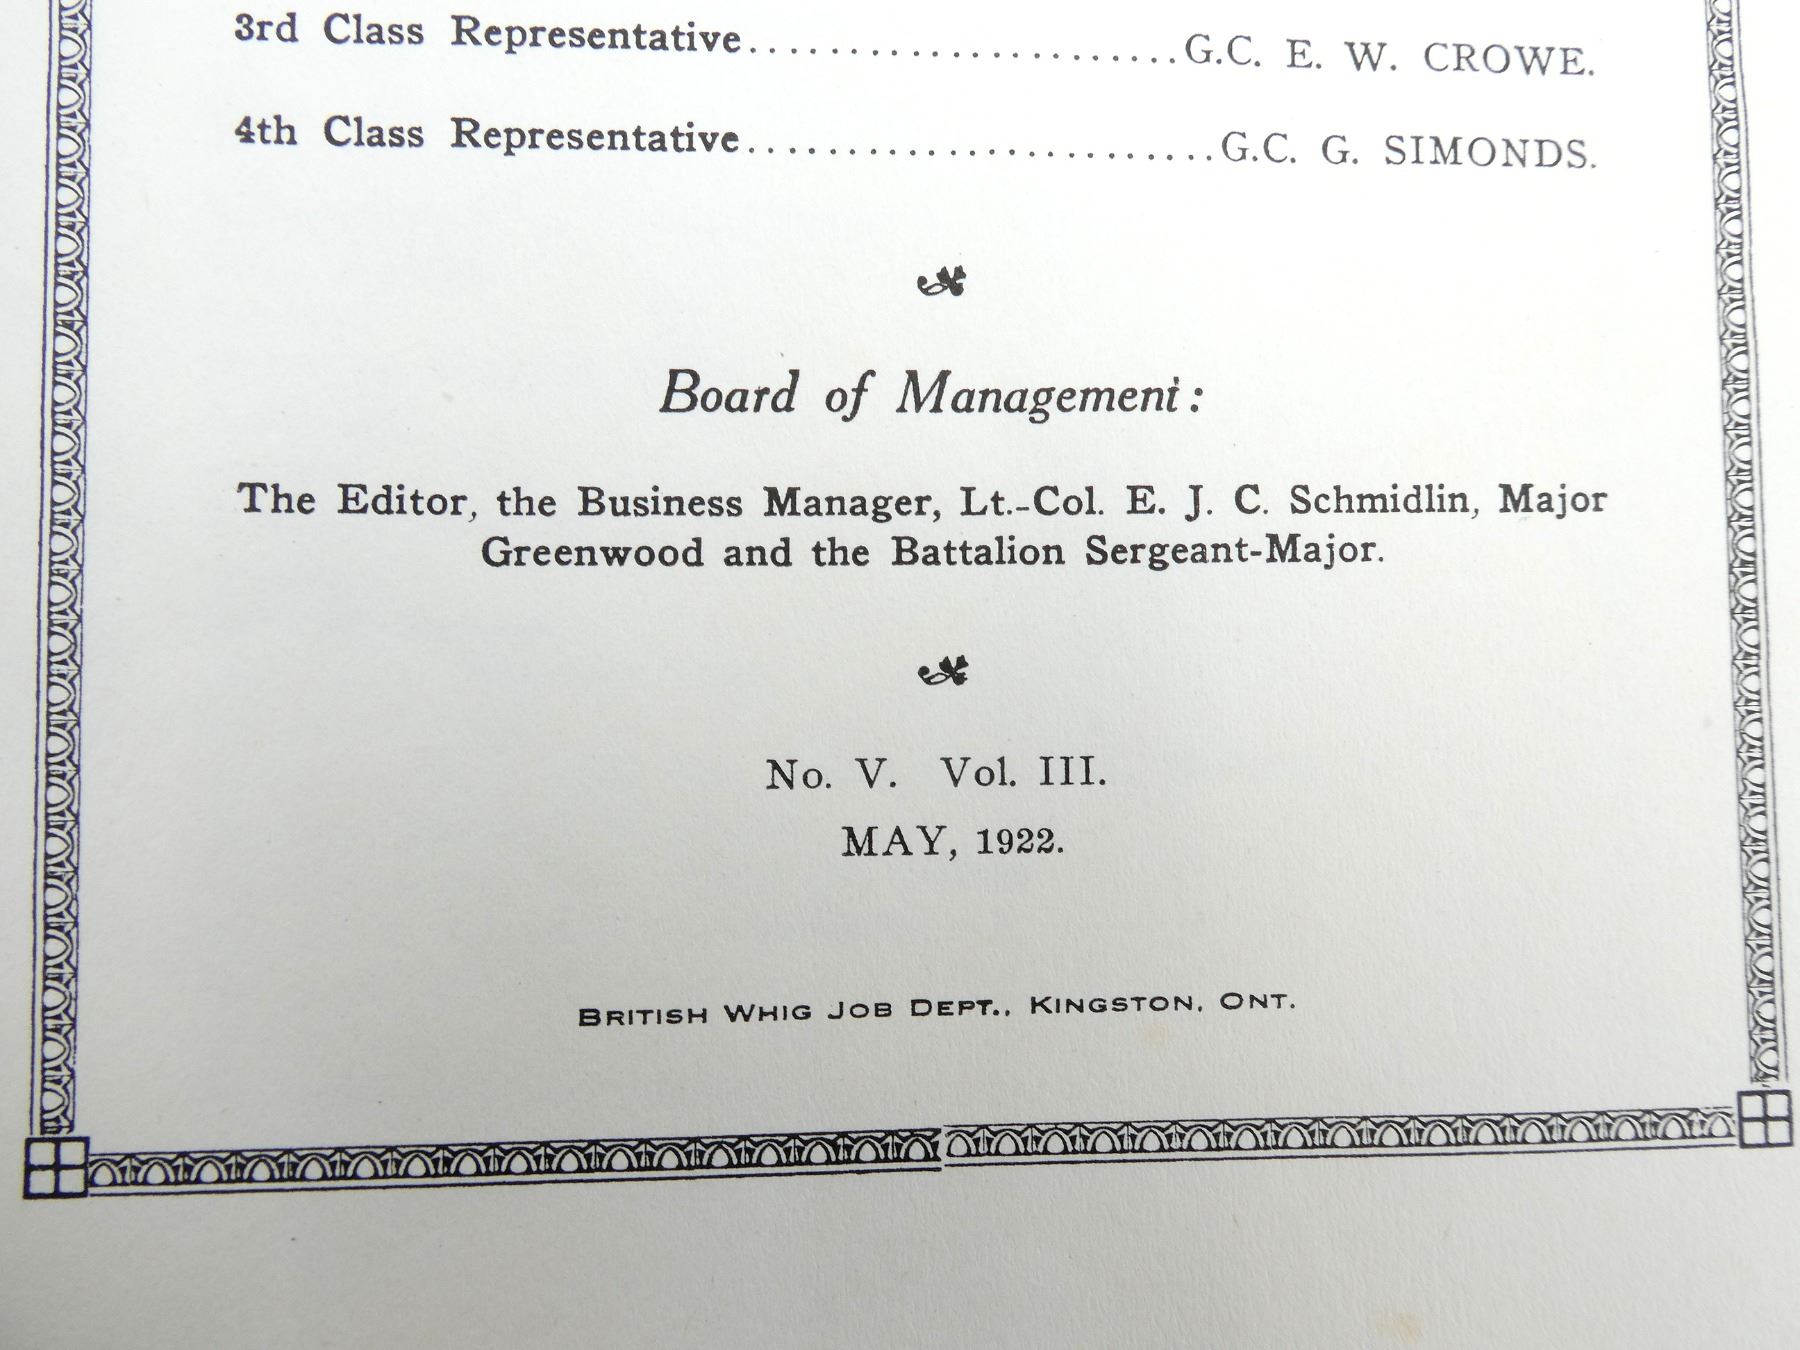 3rd Class Representative.........................G.C. E. W. CROWE.
4th Class Representative...........................G.C. G. SIMONDS.
Board of Management:
The Editor, the Business Manager, Lt.-Col. E. J. C. Schmidlin, Major
Greenwood and the Battalion Sergeant-Major.
No. V. Vol. III.
MAY, 1922.
BRITISH WHIG JOB DEPT., KINGSTON, ONT.